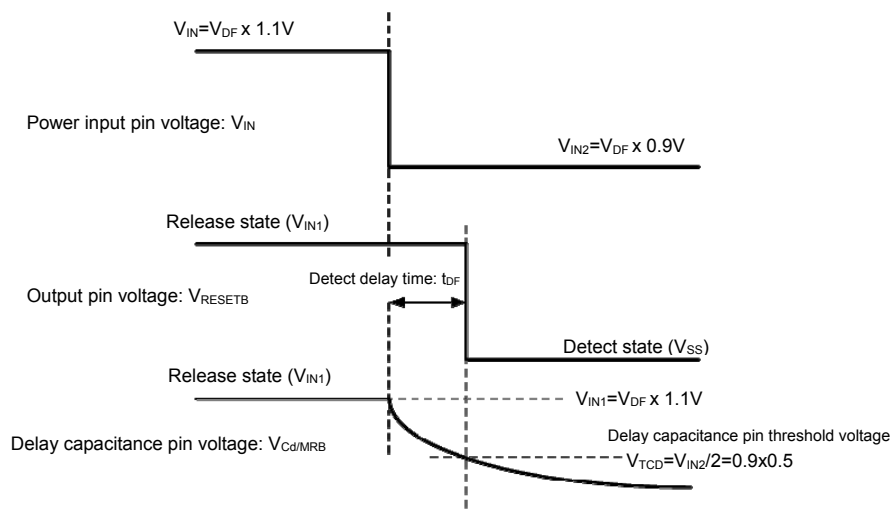 V_IN=V_DF x 1.1V
Power input pin voltage: V_IN
V_IN2=V_DF x 0.9V
Release state (V_IN1)
Detect delay time: t_DF
Output pin voltage: V_RESETB
Detect state (V_SS)
Release state (V_IN1)
V_IN1=V_DF x 1.1V
Delay capacitance pin threshold voltage
Delay capacitance pin voltage: V_Cd/MRB
V_TCD=V_IN2/2=0.9x0.5